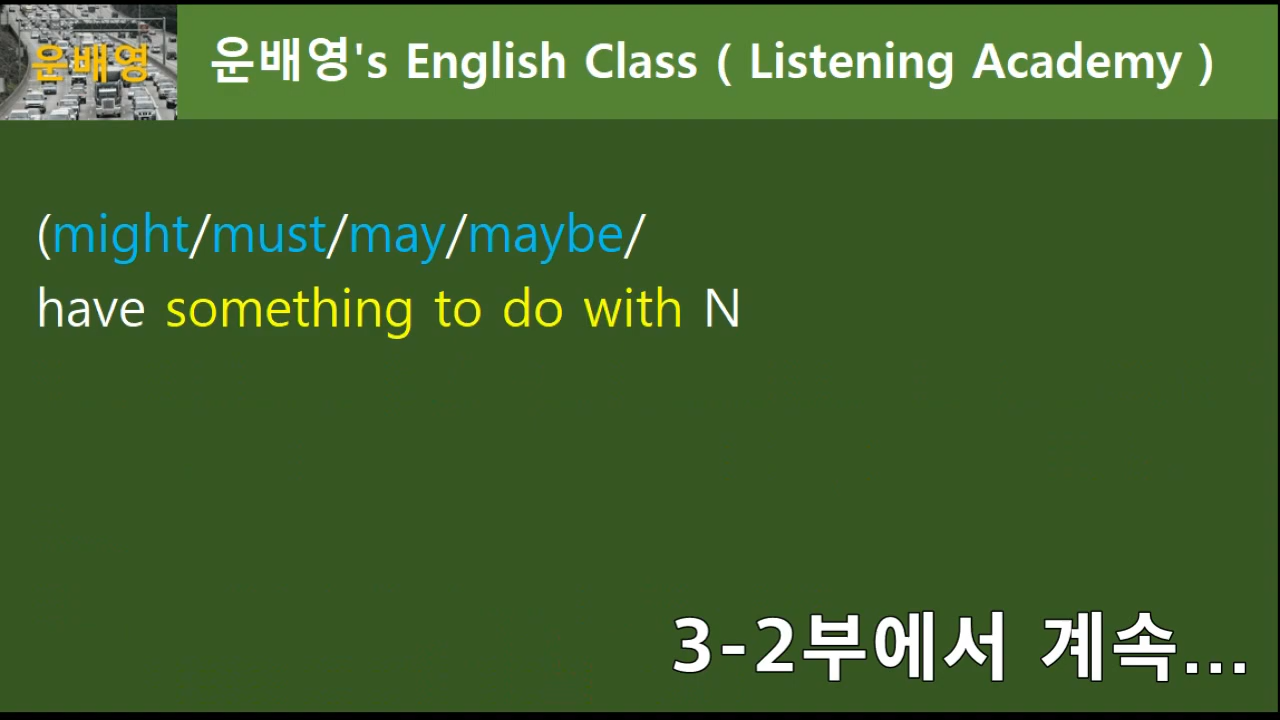 운배영
운배영's English Class ( Listening Academy )
(might/must/may/maybe/
have something to do with N
3-2부에서 계속...